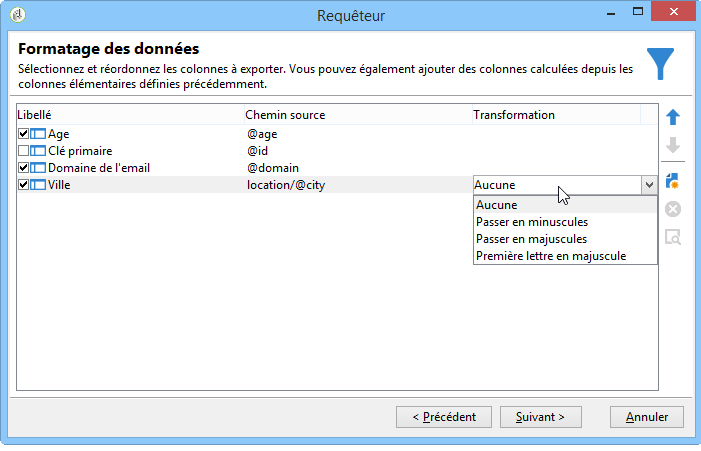 Requêteur
Formatage des données
Sélectionnez et réordonnez les colonnes à exporter. Vous pouvez également ajouter des colonnes calculées depuis les
colonnes élémentaires définies précédemment.
Libellé Chemin source Transformation
Age @age
Clé primaire @id
Domaine de l'email @domain
Ville location/@city Aucune
Aucune
Passer en minuscules
Passer en majuscules
Première lettre en majuscule
< Précédent Suivant > Annuler